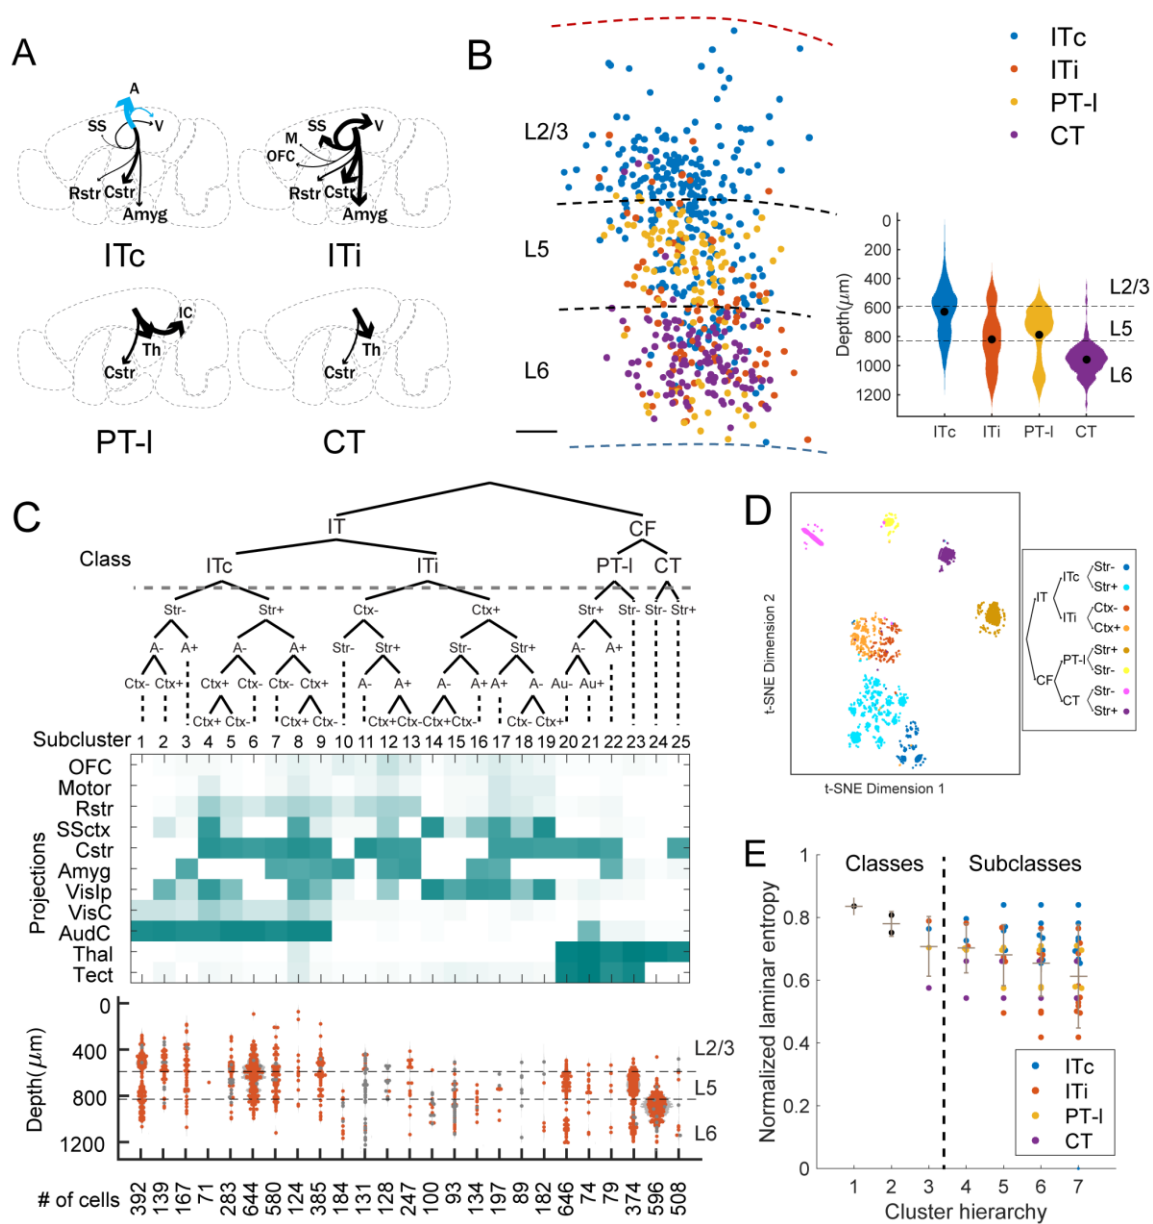 A
A
SS
V
Rstr
Cstr
Amyg
ITc
SS
V
M
OFC
Rstr
Cstr
Amyg
ITi
IC
Th
Cstr
PT-l
Th
Cstr
CT
B
ITc
ITi
PT-l
CT
L2/3
L5
L6
Depth(μm)
0
200
400
600
800
1000
1200
L2/3
L5
L6
ITc ITi PT-l CT
C
IT CF
Class
ITc ITi PT-l CT
Str- Str+ Ctx- Ctx+ Str+ Str- Str- Str+
A- A+ A- A+ Str- Str+ Str- Str+ A- A+
Ctx- Ctx+ Ctx+ Ctx- Ctx- Ctx+ A- A+ A- A+ A+ A- Au- Au+
Ctx+ Ctx- Ctx+ Ctx- Ctx+ Ctx- Ctx+ Ctx- Ctx- Ctx+
Subcluster 1 2 3 4 5 6 7 8 9 10 11 12 13 14 15 16 17 18 19 20 21 22 23 24 25
Projections
OFC
Motor
Rstr
SSctx
Cstr
Amyg
VisIp
VisC
AudC
Thal
Tect
Depth(μm)
0
400
800
1200
L2/3
L5
L6
# of cells 392 139 167 71 283 644 580 124 385 184 131 128 247 100 93 134 197 89 182 646 74 79 374 596 508
D
t-SNE Dimension 2
t-SNE Dimension 1
IT
CF
ITc
ITi
PT-l
CT
Str-
Str+
Ctx-
Ctx+
Str+
Str-
Str-
Str+
E
Classes Subclasses
Normalized laminar entropy
1
0.8
0.6
0.4
0.2
0
ITc
ITi
PT-l
CT
1 2 3 4 5 6 7
Cluster hierarchy